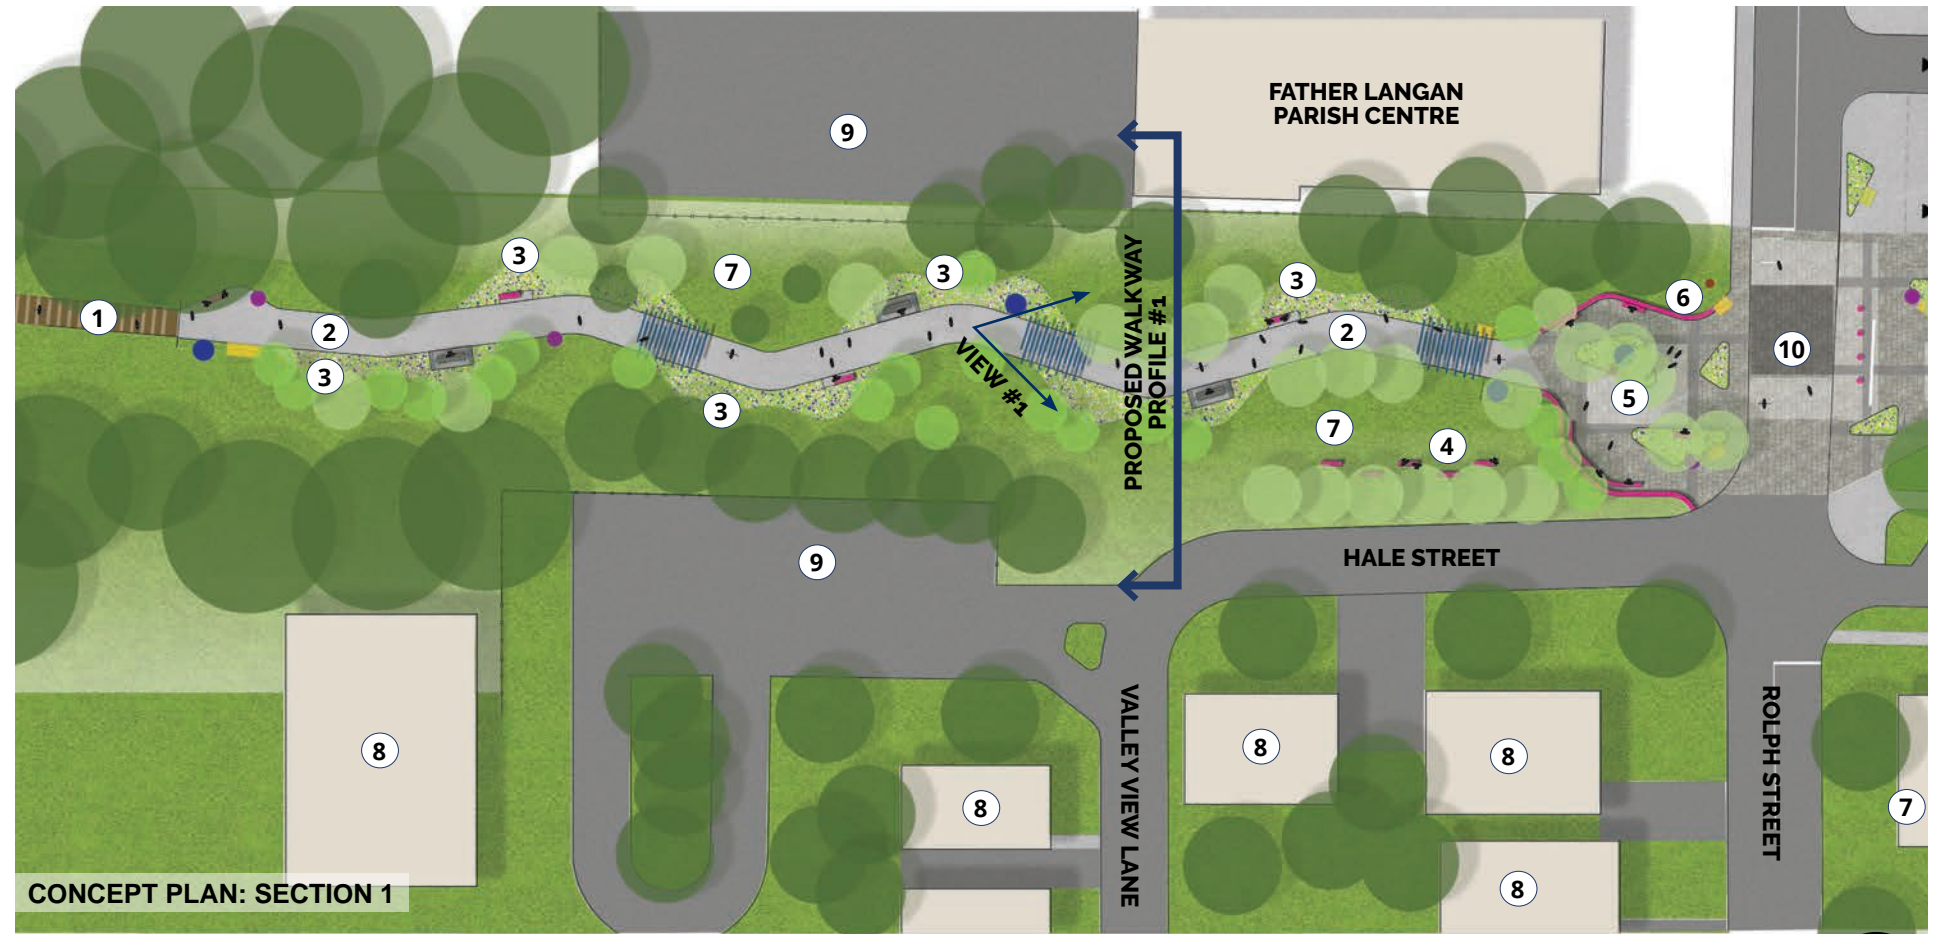 FATHER LANGAN
PARISH CENTRE
9
3
7
3
3
6
1
2
2
10
3
3
5
7
4
VIEW #1
PROPOSED WALKWAY
PROFILE #1
9
HALE STREET
8
8
8
8
8
7
VALLEY VIEW LANE
ROLPH STREET
CONCEPT PLAN: SECTION 1